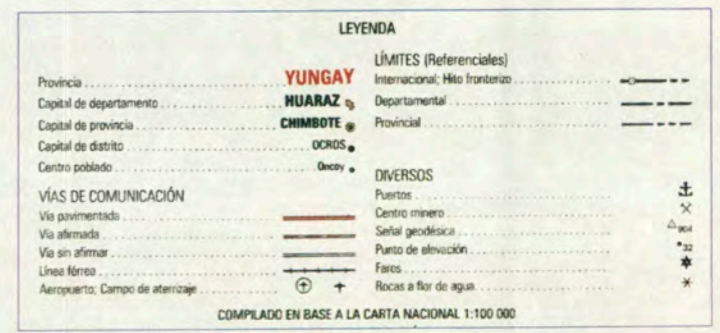 LEYENDA
Provincia YUNGAY
Capital de departamento HUARAZ
Capital de provincia CHIMBOTE
Capital de distrito OCROS
Centro poblado Oncoy
VÍAS DE COMUNICACIÓN
Vía pavimentada
Vía afirmada
Vía sin afirmar
Línea férrea
Aeropuerto; Campo de aterrizaje
LÍMITES (Referenciales)
Internacional; Hito fronterizo
Departamental
Provincial
DIVERSOS
Puertos
Centro minero
Señal geodésica 904
Punto de elevación 32
Faros
Rocas a flor de agua
COMPILADO EN BASE A LA CARTA NACIONAL 1:100 000